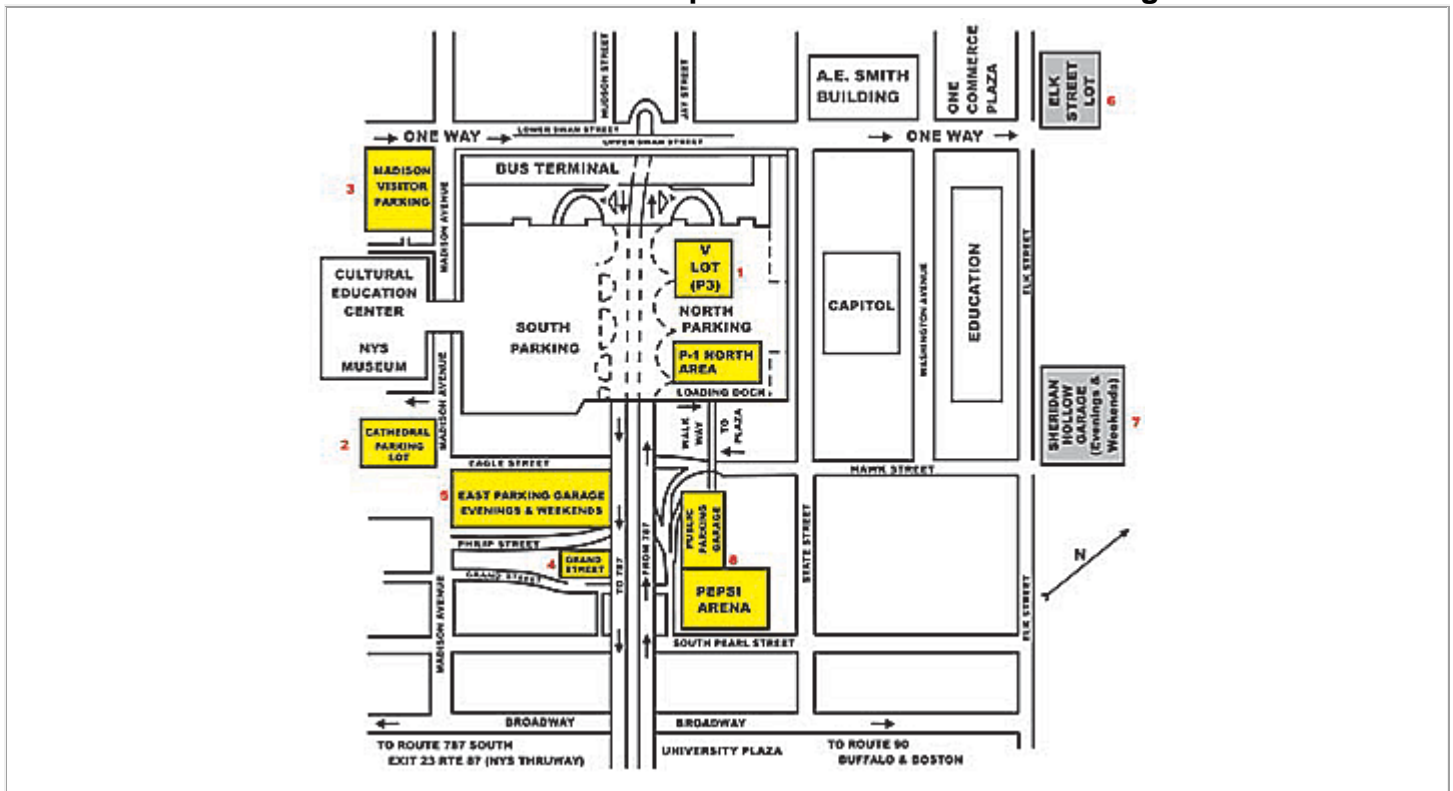 HUDSON STREET
JAY STREET
A.E. SMITH
BUILDING
ONE
COMMERCE
PLAZA
ELK
STREET
LOT
6
ONE WAY
LOWER SWAN STREET
UPPER SWAN STREET
ONE WAY
3
MADISON
VISITOR
PARKING
MADISON AVENUE
BUS TERMINAL
CULTURAL
EDUCATION
CENTER
NYS
MUSEUM
SOUTH
PARKING
V
LOT
(P3)
1
NORTH
PARKING
P-1 NORTH
AREA
LOADING DOCK
CAPITOL
WASHINGTON AVENUE
EDUCATION
ELK STREET
MADISON AVENUE
2
CATHEDRAL
PARKING
LOT
WALK
WAY
TO
PLAZA
SHERIDAN
HOLLOW
GARAGE
(Evenings &
Weekends)
7
EAGLE STREET
HAWK STREET
5
EAST PARKING GARAGE
EVENINGS & WEEKENDS
PHILIP STREET
4
GRAND
STREET
GRAND STREET
TO 787
FROM 787
PUBLIC
PARKING
GARAGE
8
PEPSI
ARENA
STATE STREET
N
MADISON AVENUE
SOUTH PEARL STREET
ELK STREET
BROADWAY
BROADWAY
TO ROUTE 787 SOUTH
EXIT 23 RTE 87 (NYS THRUWAY)
UNIVERSITY PLAZA
TO ROUTE 90
BUFFALO & BOSTON